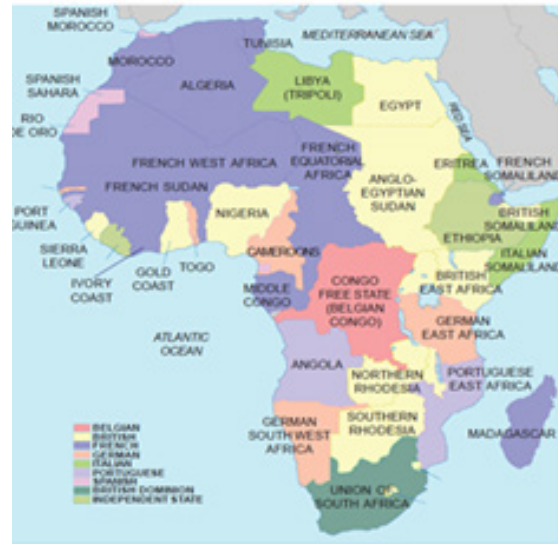 SPANISH
MOROCCO
MEDITERRANEAN SEA
TUNISIA
MOROCCO
LIBYA
(TRIPOLI)
ALGERIA
EGYPT
SPANISH
SAHARA
RED SEA
RIO
DE ORO
FRENCH WEST AFRICA
FRENCH
EQUATORIAL
AFRICA
ERITREA
FRENCH
SOMALILAND
FRENCH SUDAN
ANGLO-
EGYPTIAN
SUDAN
PORT
GUINEA
NIGERIA
BRITISH
SOMALILAND
SIERRA
LEONE
ETHIOPIA
CAMEROONS
ITALIAN
SOMALILAND
IVORY
COAST
GOLD
COAST
TOGO
MIDDLE
CONGO
CONGO
FREE STATE
(BELGIAN
CONGO)
BRITISH
EAST AFRICA
GERMAN
EAST AFRICA
ATLANTIC
OCEAN
ANGOLA
NORTHERN
RHODESIA
PORTUGUESE
EAST AFRICA
GERMAN
SOUTH WEST
AFRICA
SOUTHERN
RHODESIA
MADAGASCAR
UNION OF
SOUTH AFRICA
BELGIAN
BRITISH
FRENCH
GERMAN
ITALIAN
PORTUGUESE
SPANISH
BRITISH DOMINION
INDEPENDENT STATE